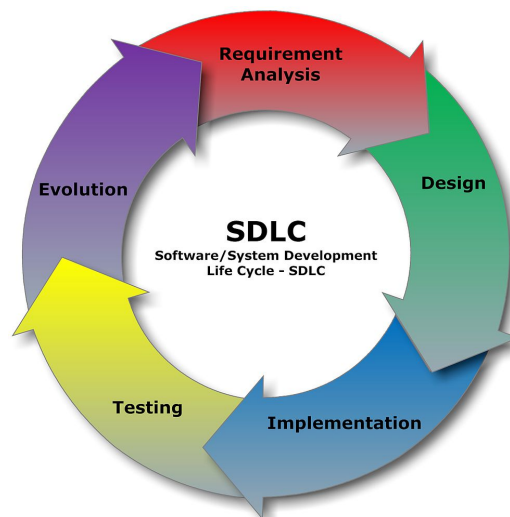 Requirement
Analysis
Design
Implementation
Testing
Evolution
SDLC
Software/System Development
Life Cycle - SDLC